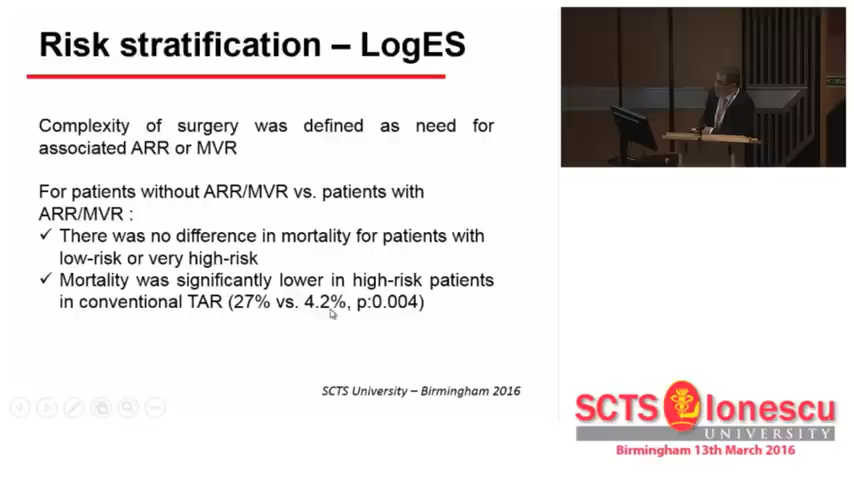 Risk stratification – LogES
Complexity of surgery was defined as need for
associated ARR or MVR
For patients without ARR/MVR vs. patients with
ARR/MVR :
✓ There was no difference in mortality for patients with
low-risk or very high-risk
✓ Mortality was significantly lower in high-risk patients
in conventional TAR (27% vs. 4.2%, p:0.004)
SCTS University – Birmingham 2016
SCTS Ionescu
UNIVERSITY
Birmingham 13th March 2016